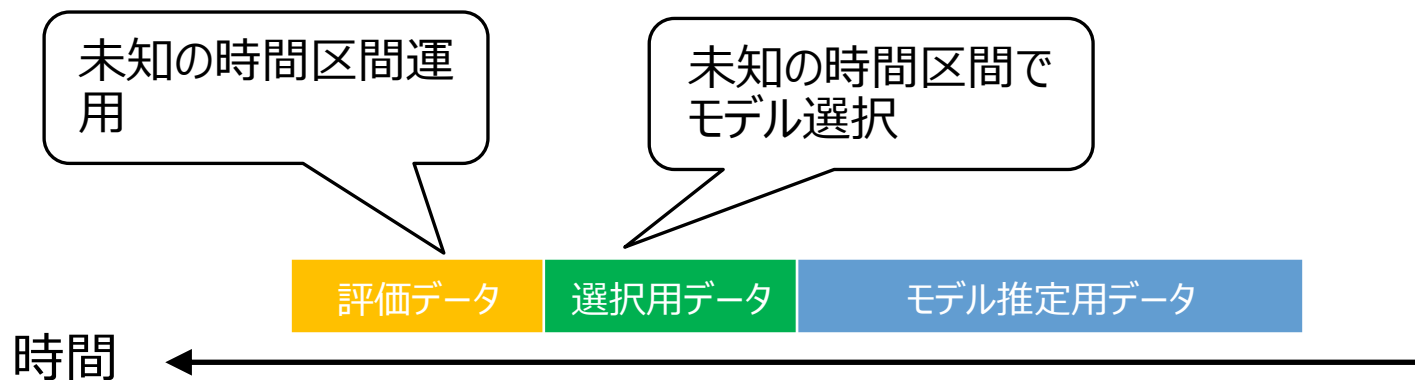 未知の時間区間運
用
未知の時間区間で
モデル選択
評価データ
選択用データ
モデル推定用データ
時間